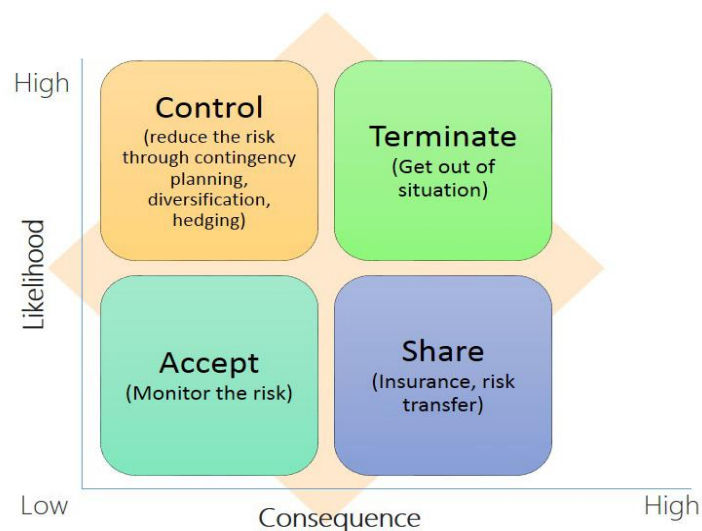 High
Control
(reduce the risk
through contingency
planning,
diversification,
hedging)
Terminate
(Get out of
situation)
Likelihood
Accept
(Monitor the risk)
Share
(Insurance, risk
transfer)
Low
Consequence
High